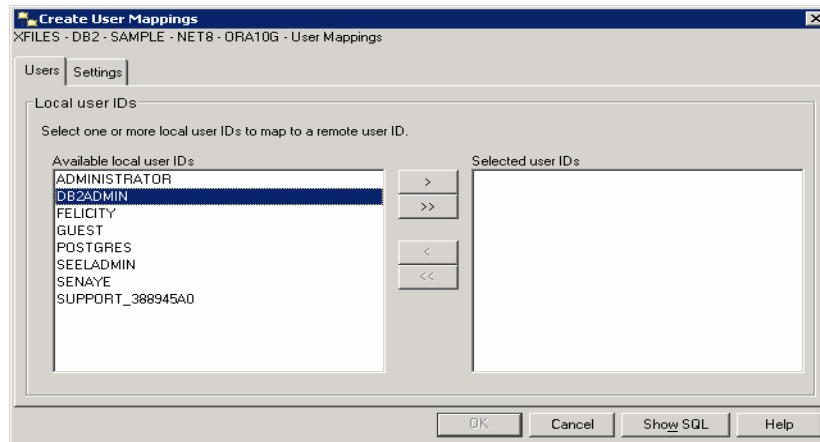 Create User Mappings
XFILES - DB2 - SAMPLE - NET8 - ORA10G - User Mappings
Users Settings
Local user IDs
Select one or more local user IDs to map to a remote user ID.
Available local user IDs
ADMINISTRATOR
DB2ADMIN
FELICITY
GUEST
POSTGRES
SEELADMIN
SENAYE
SUPPORT_388945A0
>
>>
<
<<
Selected user IDs
OK Cancel Show SQL Help